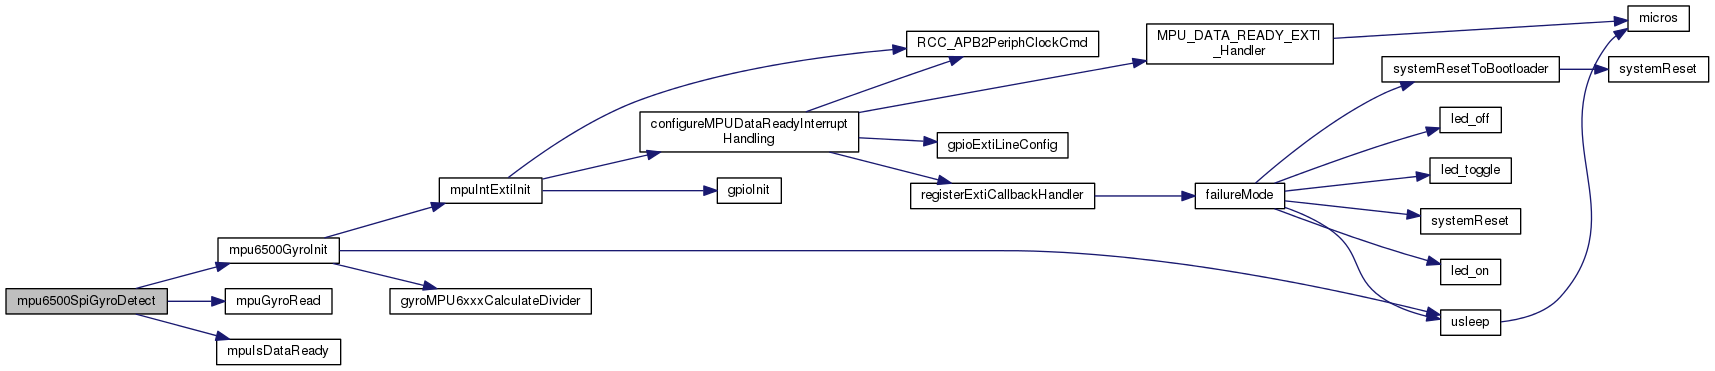 mpu6500SpiGyroDetect
mpu6500GyroInit
mpuGyroRead
mpuIsDataReady
mpuIntExtiInit
gyroMPU6xxxCalculateDivider
configureMPUDataReadyInterrupt
Handling
gpioInit
RCC_APB2PeriphClockCmd
gpioExtiLineConfig
registerExtiCallbackHandler
MPU_DATA_READY_EXTI
_Handler
failureMode
systemResetToBootloader
led_off
led_toggle
systemReset
led_on
usleep
micros
systemReset